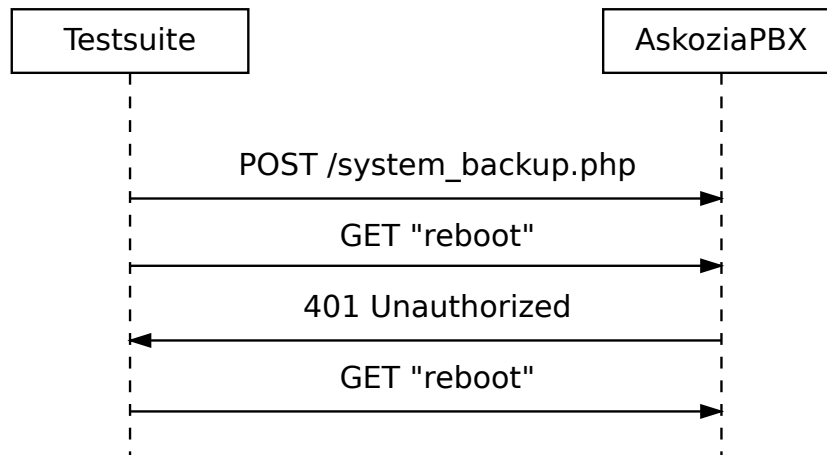 Testsuite
AskoziaPBX
POST /system_backup.php
GET "reboot"
401 Unauthorized
GET "reboot"